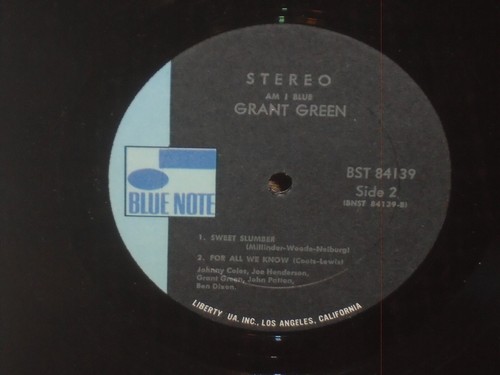 STEREO
AM I BLUE
GRANT GREEN
BST 84139
Side 2
(BNST 84139-B)
BLUE NOTE
1. SWEET SLUMBER
(Millinder-Woode-Neiburg)
2. FOR ALL WE KNOW (Coots-Lewis)
Johnny Coles, Joe Henderson,
Grant Green, John Patton,
Ben Dixon.
LIBERTY UA, INC., LOS ANGELES, CALIFORNIA